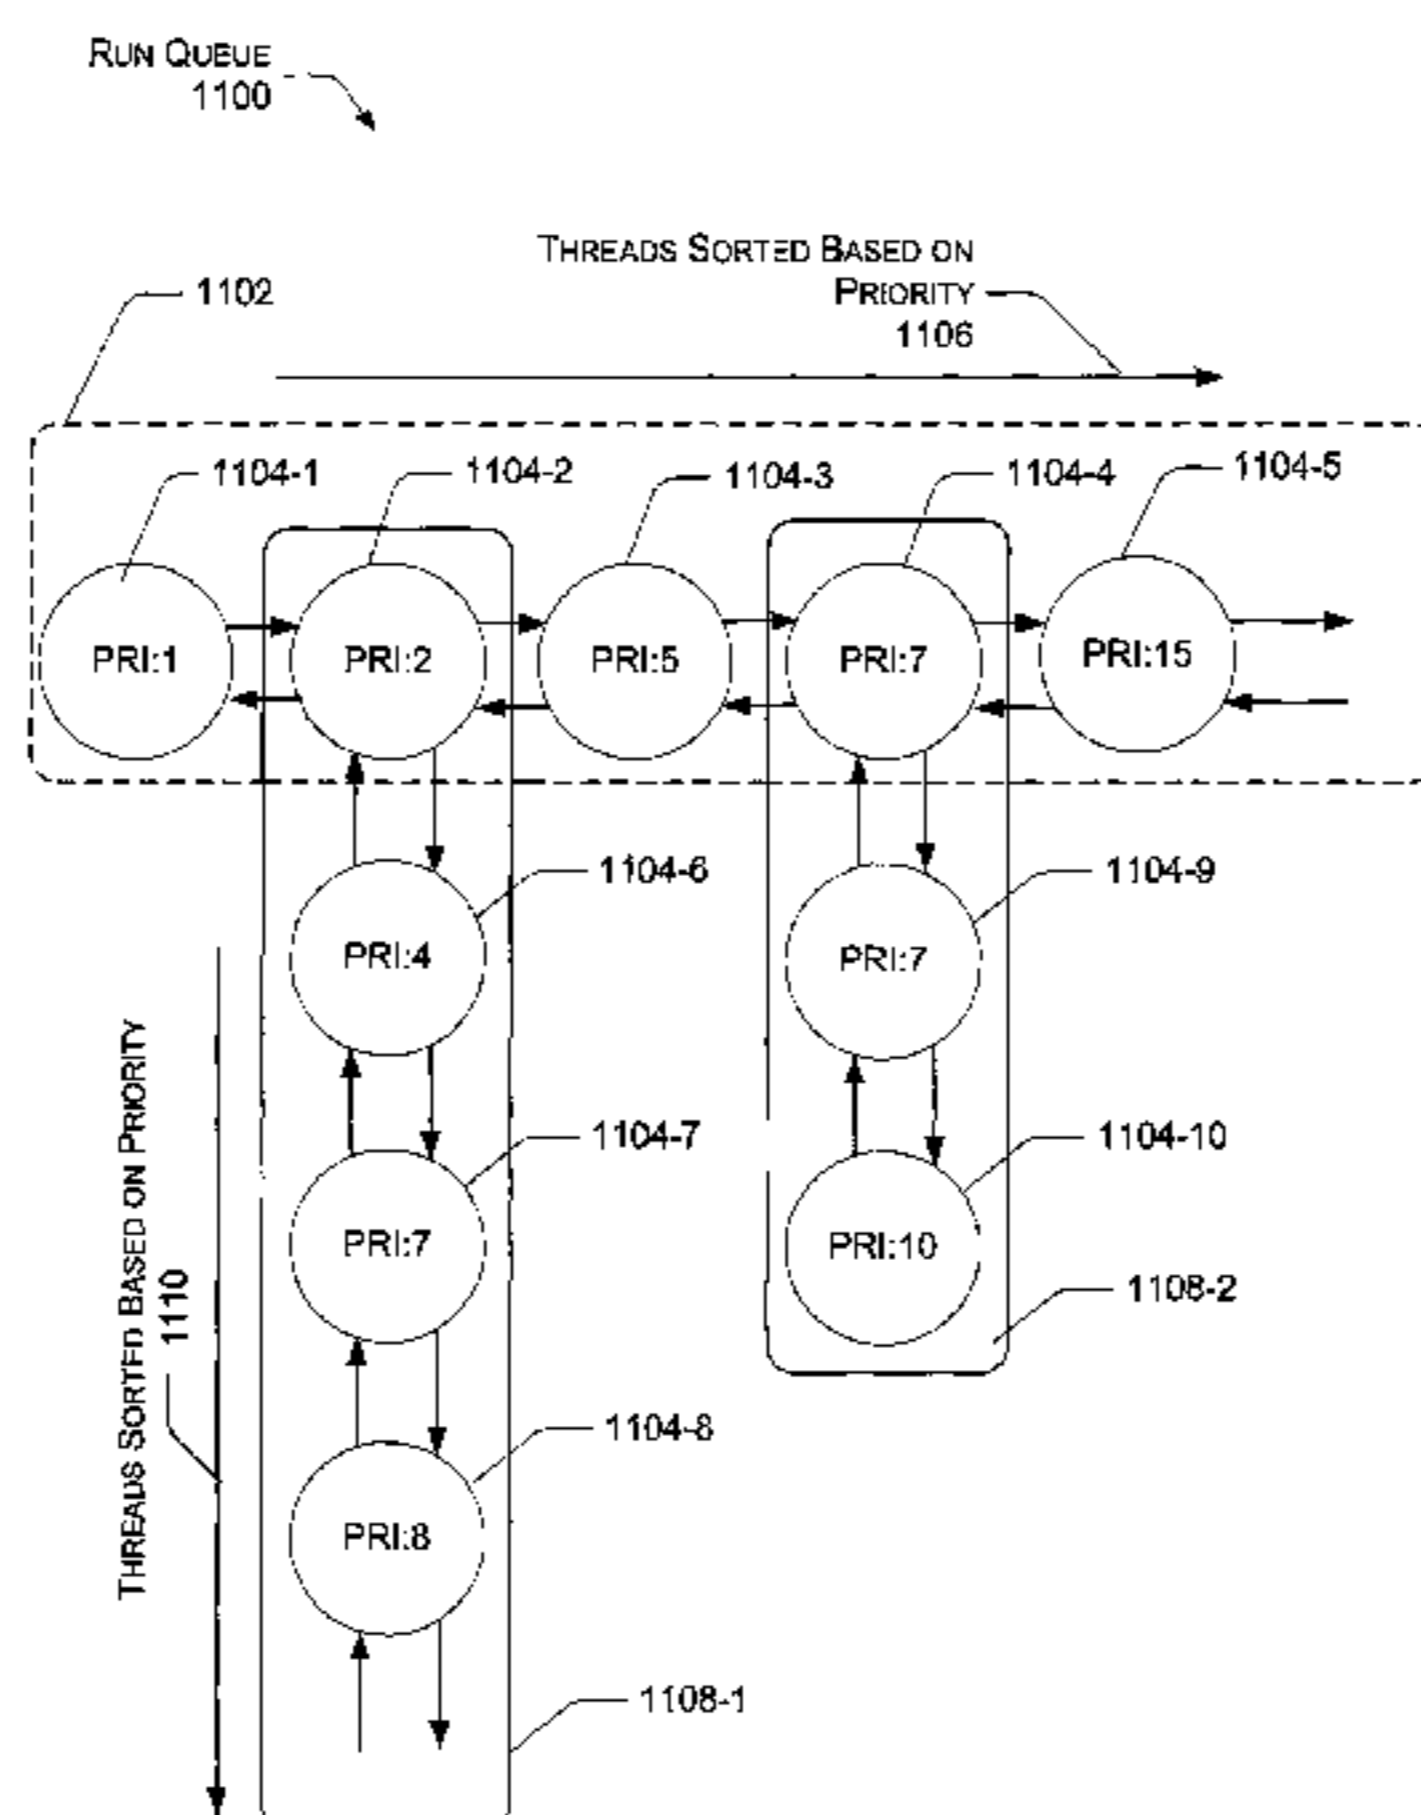 RUN QUEUE
1100
THREADS SORTED BASED ON
PRIORITY
1106
1102
1104-1
1104-2
1104-3
1104-4
1104-5
PRI:1
PRI:2
PRI:5
PRI:7
PRI:15
1104-6
1104-9
PRI:4
PRI:7
THREADS SORTED BASED ON PRIORITY
1110
1104-7
1104-10
PRI:7
PRI:10
1108-2
1104-8
PRI:8
1108-1